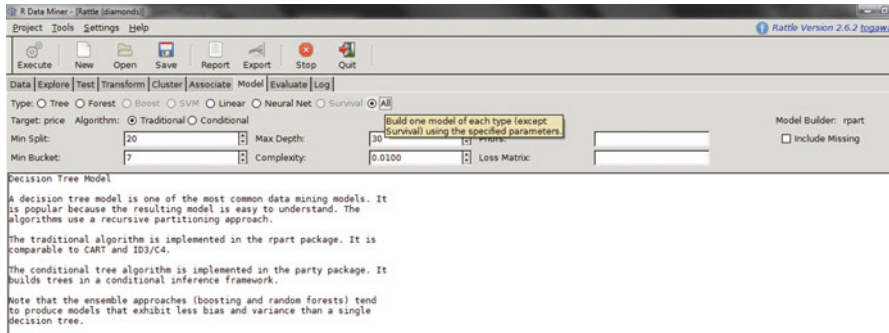 R Data Miner - [Rattle (diamonds)]
Project Tools Settings Help
Rattle Version 2.6.2 togaware
Execute New Open Save Report Export Stop Quit
Data Explore Test Transform Cluster Associate Model Evaluate Log
Type: Tree Forest Boost SVM Linear Neural Net Survival All
Target: price Algorithm: Traditional Conditional
Build one model of each type (except
Survival) using the specified parameters.
Model Builder: rpart
Min Split: 20 Max Depth: 30 Priors: Include Missing
Min Bucket: 7 Complexity: 0.0100 Loss Matrix:
Decision Tree Model
A decision tree model is one of the most common data mining models. It
is popular because the resulting model is easy to understand. The
algorithms use a recursive partitioning approach.
The traditional algorithm is implemented in the rpart package. It is
comparable to CART and ID3/C4.
The conditional tree algorithm is implemented in the party package. It
builds trees in a conditional inference framework.
Note that the ensemble approaches (boosting and random forests) tend
to produce models that exhibit less bias and variance than a single
decision tree.